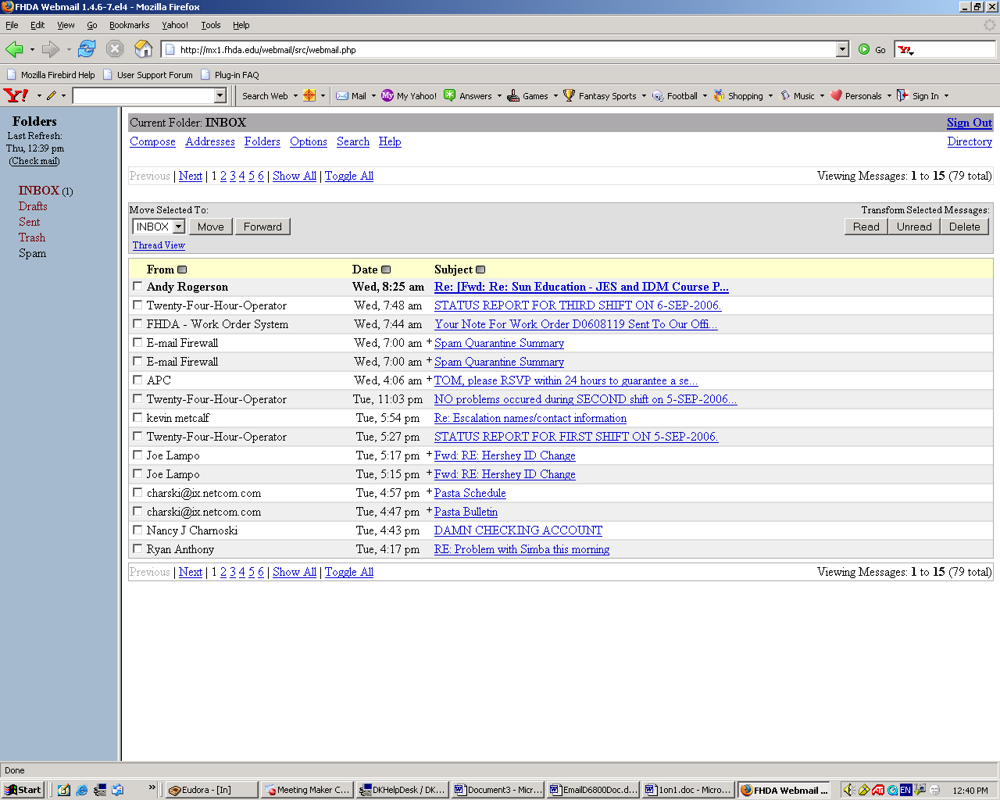 FHDA Webmail 1.4.6-7.el4 - Mozilla Firefox
File Edit View Go Bookmarks Yahoo! Tools Help
http://mx1.fhda.edu/webmail/src/webmail.php Go
Mozilla Firebird Help User Support Forum Plug-in FAQ
Y! Search Web Mail My My Yahoo! Answers Games Fantasy Sports Football Shopping Music Personals Sign In
Folders
Last Refresh:
Thu, 12:39 pm
(Check mail)
INBOX (1)
Drafts
Sent
Trash
Spam
Current Folder: INBOX Sign Out
Compose Addresses Folders Options Search Help Directory
Previous | Next | 1 2 3 4 5 6 | Show All | Toggle All Viewing Messages: 1 to 15 (79 total)
Move Selected To: Transform Selected Messages:
INBOX Move Forward Read Unread Delete
Thread View
From Date Subject
Andy Rogerson Wed, 8:25 am Re: [Fwd: Re: Sun Education - JES and IDM Course P...
Twenty-Four-Hour-Operator Wed, 7:48 am STATUS REPORT FOR THIRD SHIFT ON 6-SEP-2006.
FHDA - Work Order System Wed, 7:44 am Your Note For Work Order D0608119 Sent To Our Offi...
E-mail Firewall Wed, 7:00 am + Spam Quarantine Summary
E-mail Firewall Wed, 7:00 am + Spam Quarantine Summary
APC Wed, 4:06 am + TOM, please RSVP within 24 hours to guarantee a se...
Twenty-Four-Hour-Operator Tue, 11:03 pm NO problems occured during SECOND shift on 5-SEP-2006...
kevin metcalf Tue, 5:54 pm Re: Escalation names/contact information
Twenty-Four-Hour-Operator Tue, 5:27 pm STATUS REPORT FOR FIRST SHIFT ON 5-SEP-2006.
Joe Lampo Tue, 5:17 pm + Fwd: RE: Hershey ID Change
Joe Lampo Tue, 5:15 pm + Fwd: RE: Hershey ID Change
charski@ix.netcom.com Tue, 4:57 pm + Pasta Schedule
charski@ix.netcom.com Tue, 4:47 pm + Pasta Bulletin
Nancy J Charnoski Tue, 4:43 pm DAMN CHECKING ACCOUNT
Ryan Anthony Tue, 4:17 pm RE: Problem with Simba this morning
Previous | Next | 1 2 3 4 5 6 | Show All | Toggle All Viewing Messages: 1 to 15 (79 total)
Done
Start » Eudora - [In] Meeting Maker C... DKHelpDesk / DK... Document3 - Micr... EmailD6800Doc.d... 1on1.doc - Micro... FHDA Webmail ... EN 12:40 PM